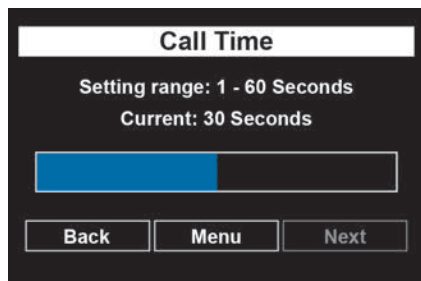 Call Time
Setting range: 1 - 60 Seconds
Current: 30 Seconds
Back Menu Next